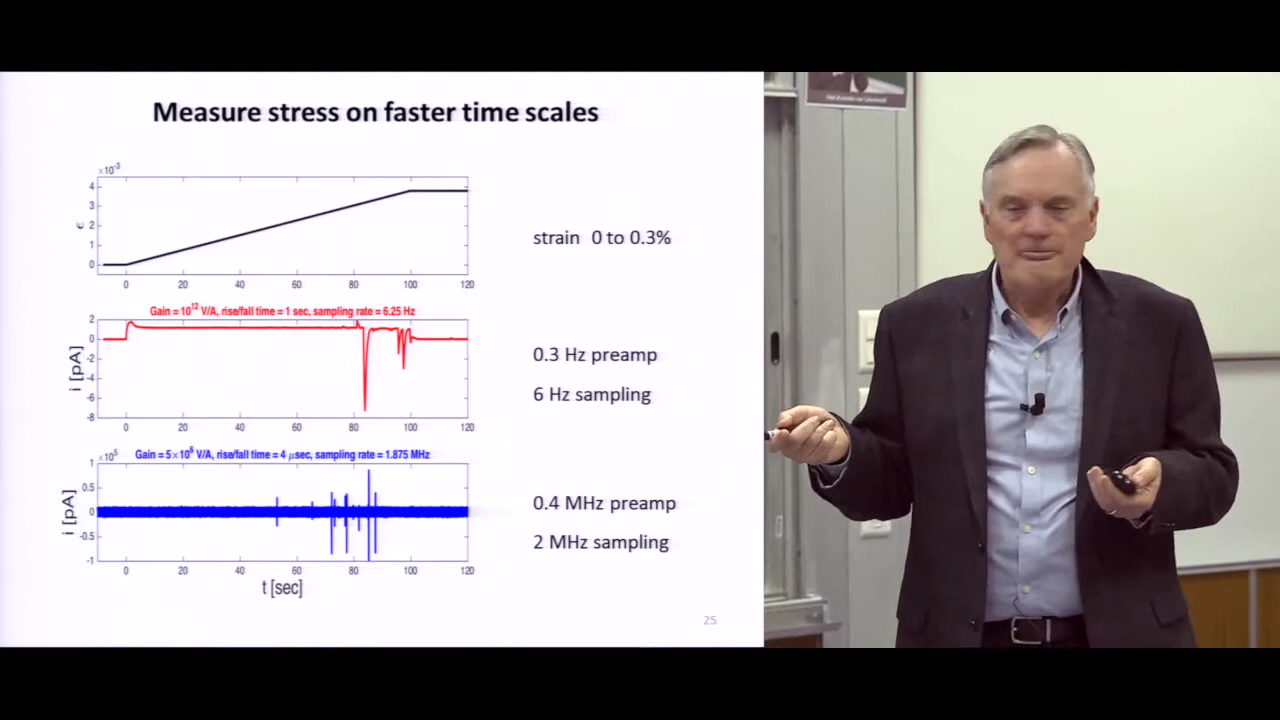 Measure stress on faster time scales
×10⁻³
4
3
2
1
0
ϵ
0 20 40 60 80 100 120
strain 0 to 0.3%
Gain = 10¹² V/A, rise/fall time = 1 sec, sampling rate = 6.25 Hz
2
0
-2
-4
-6
-8
i [pA]
0 20 40 60 80 100 120
0.3 Hz preamp
6 Hz sampling
×10⁵
Gain = 5×10⁶ V/A, rise/fall time = 4 μsec, sampling rate = 1.875 MHz
1
0.5
0
-0.5
-1
i [pA]
0 20 40 60 80 100 120
t [sec]
0.4 MHz preamp
2 MHz sampling
25